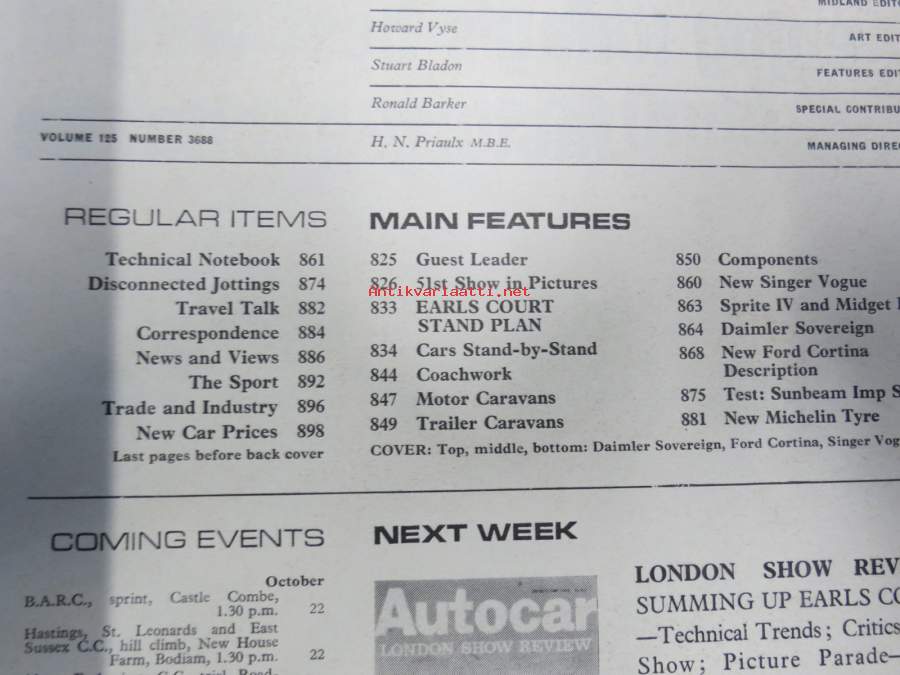 MIDLAND EDIT
Howard Vyse
ART EDIT
Stuart Bladon
FEATURES EDIT
Ronald Barker
SPECIAL CONTRIBU
VOLUME 125 NUMBER 3688
H. N. Priaulx M.B.E.
MANAGING DIREC
REGULAR ITEMS
Technical Notebook 861
Disconnected Jottings 874
Travel Talk 882
Correspondence 884
News and Views 886
The Sport 892
Trade and Industry 896
New Car Prices 898
Last pages before back cover
MAIN FEATURES
825 Guest Leader
826 51st Show in Pictures
Antikvariaatti.net
833 EARLS COURT
STAND PLAN
834 Cars Stand-by-Stand
844 Coachwork
847 Motor Caravans
849 Trailer Caravans
850 Components
860 New Singer Vogue
863 Sprite IV and Midget
864 Daimler Sovereign
868 New Ford Cortina
Description
875 Test: Sunbeam Imp S
881 New Michelin Tyre
COVER: Top, middle, bottom: Daimler Sovereign, Ford Cortina, Singer Vog
COMING EVENTS
October
B.A.R.C., sprint, Castle Combe,
1.30 p.m. 22
Hastings, St. Leonards and East
Sussex C.C., hill climb, New House
Farm, Bodiam, 1.30 p.m. 22
NEXT WEEK
Autocar
LONDON SHOW REVIEW
LONDON SHOW REV
SUMMING UP EARLS CO
—Technical Trends; Critics
Show; Picture Parade—